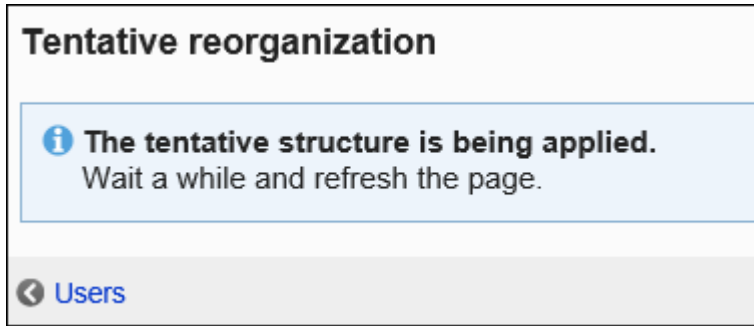 Tentative reorganization
The tentative structure is being applied.
Wait a while and refresh the page.
Users